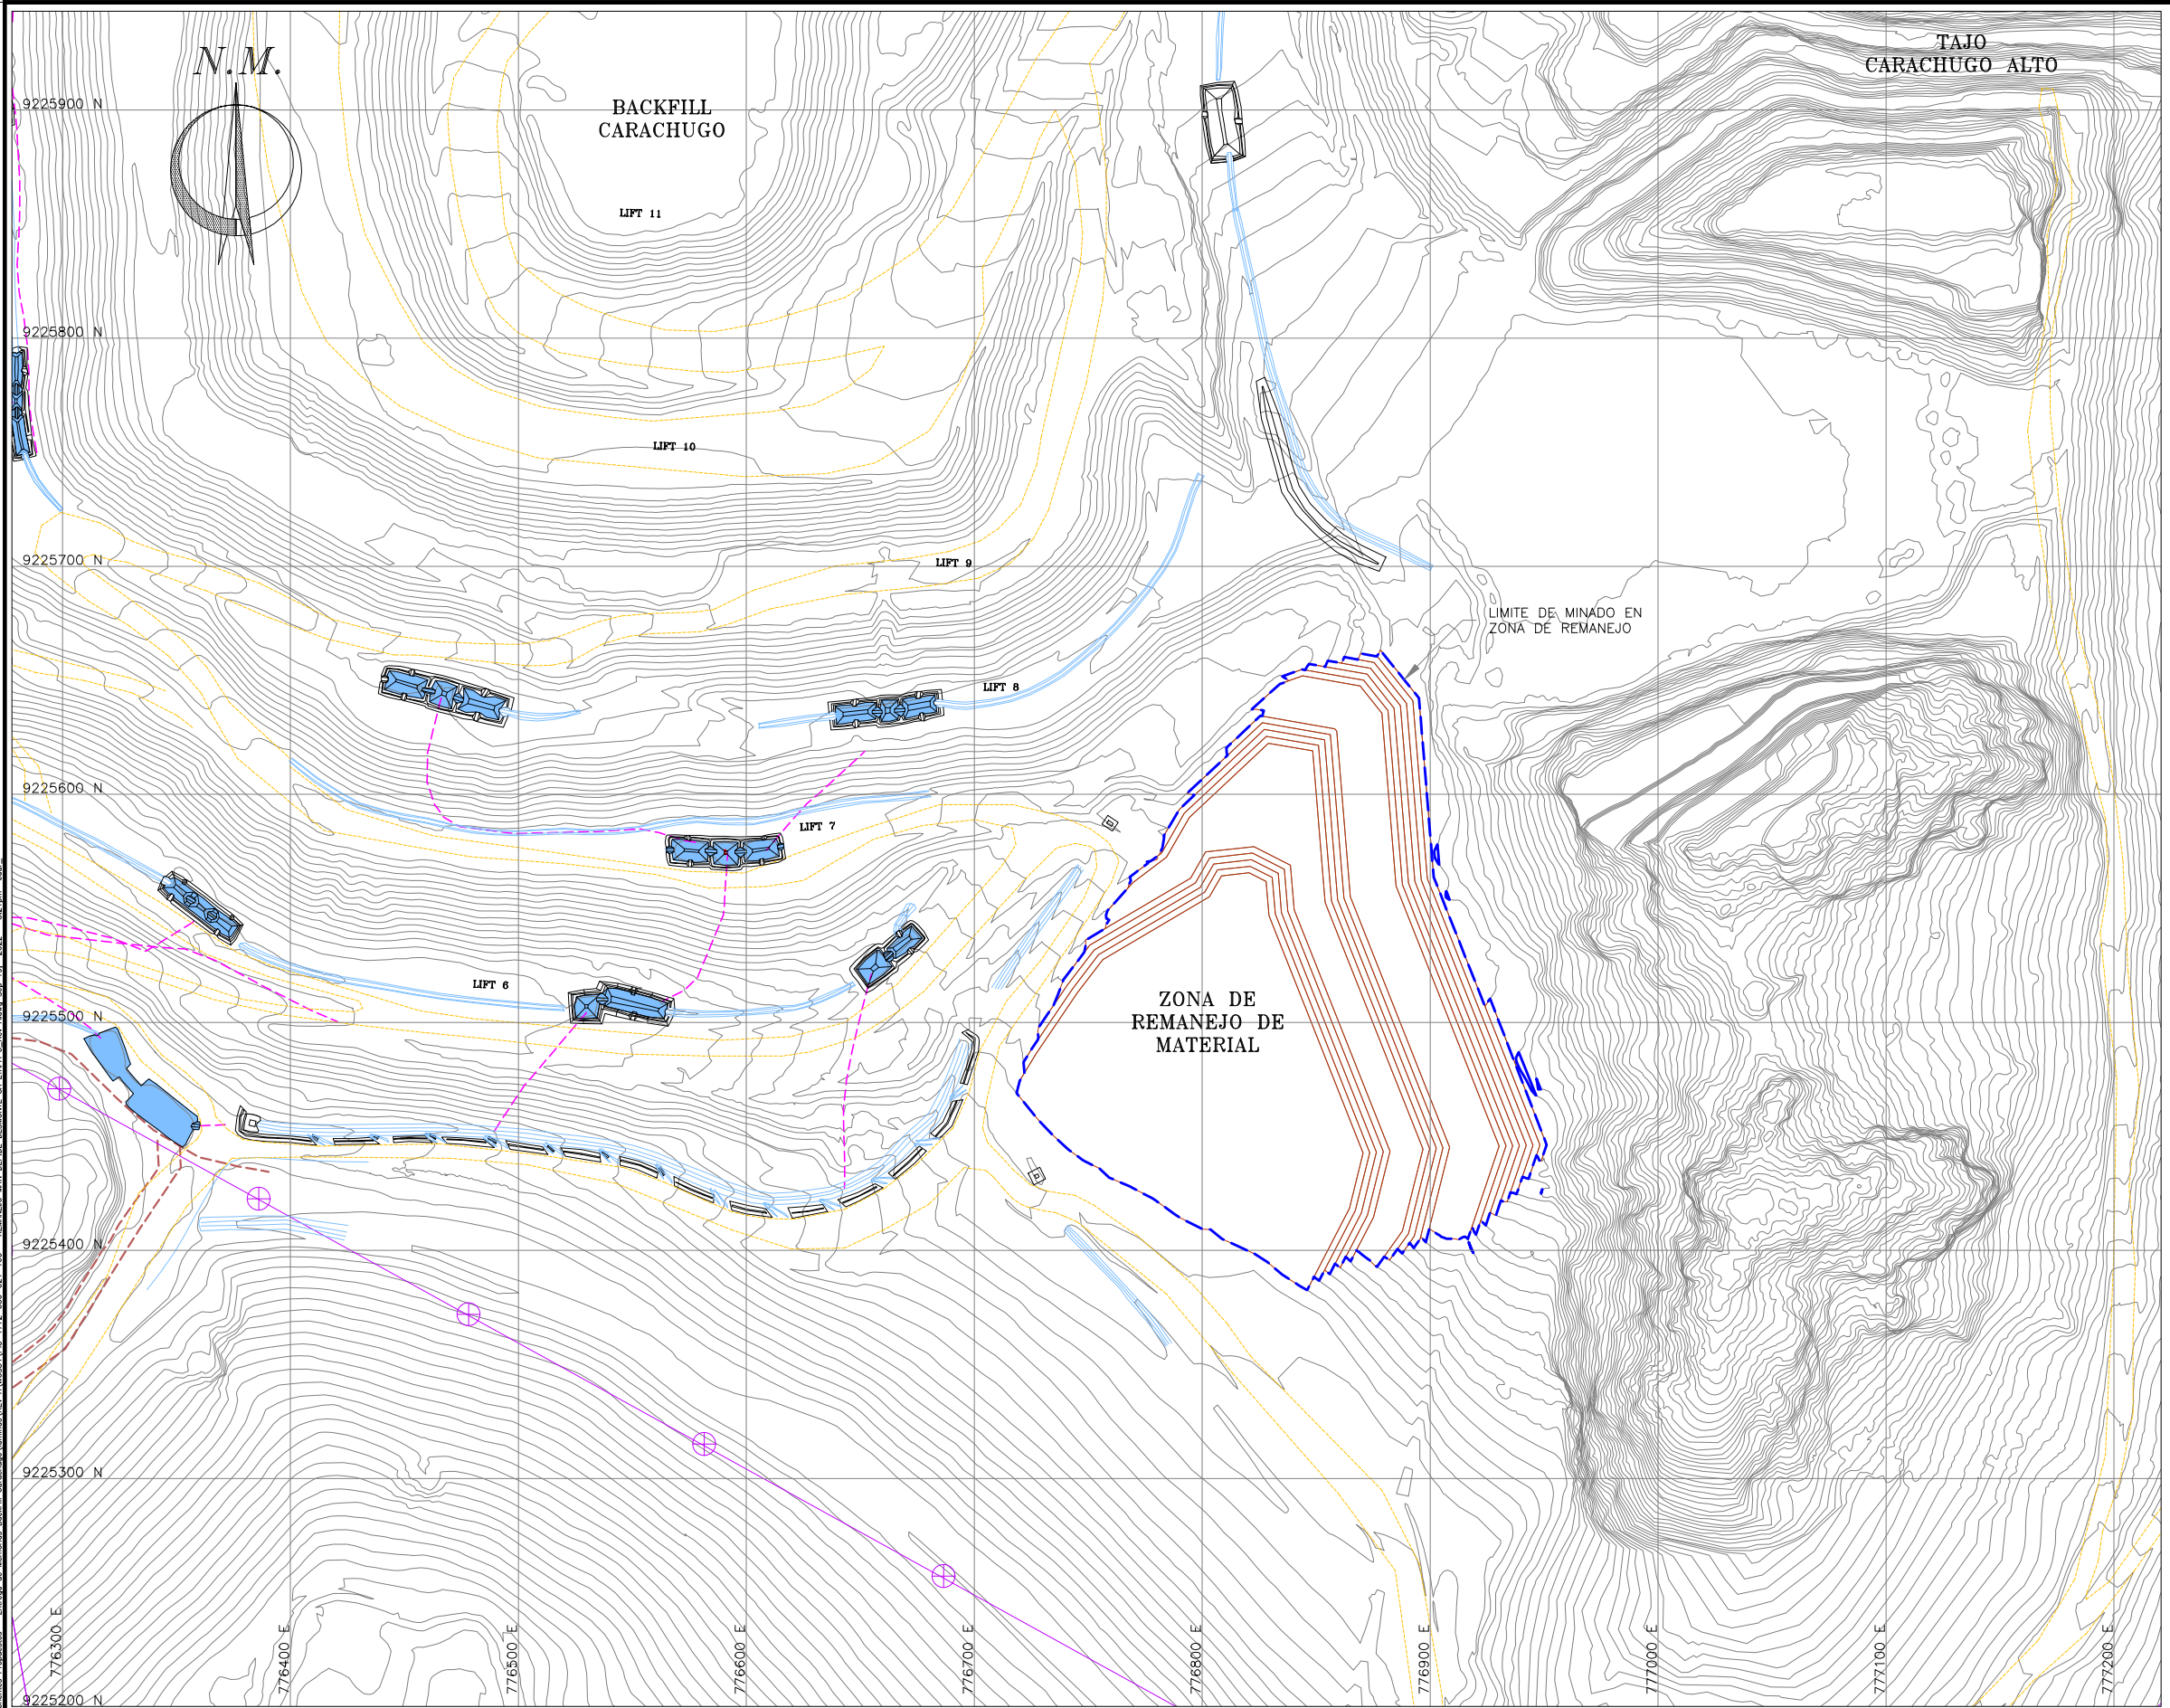 N.M.
TAJO
CARACHUGO ALTO
BACKFILL
CARACHUGO
9225900 N
LIFT 11
9225800 N
LIFT 10
9225700 N
LIFT 9
LIMITE DE MINADO EN
ZONA DE REMANEJO
LIFT 8
9225600 N
LIFT 7
LIFT 6
9225500 N
ZONA DE
REMANEJO DE
MATERIAL
9225400 N
9225300 N
9225200 N
776300 E
776400 E
776500 E
776600 E
776700 E
776800 E
776900 E
777000 E
777100 E
777200 E